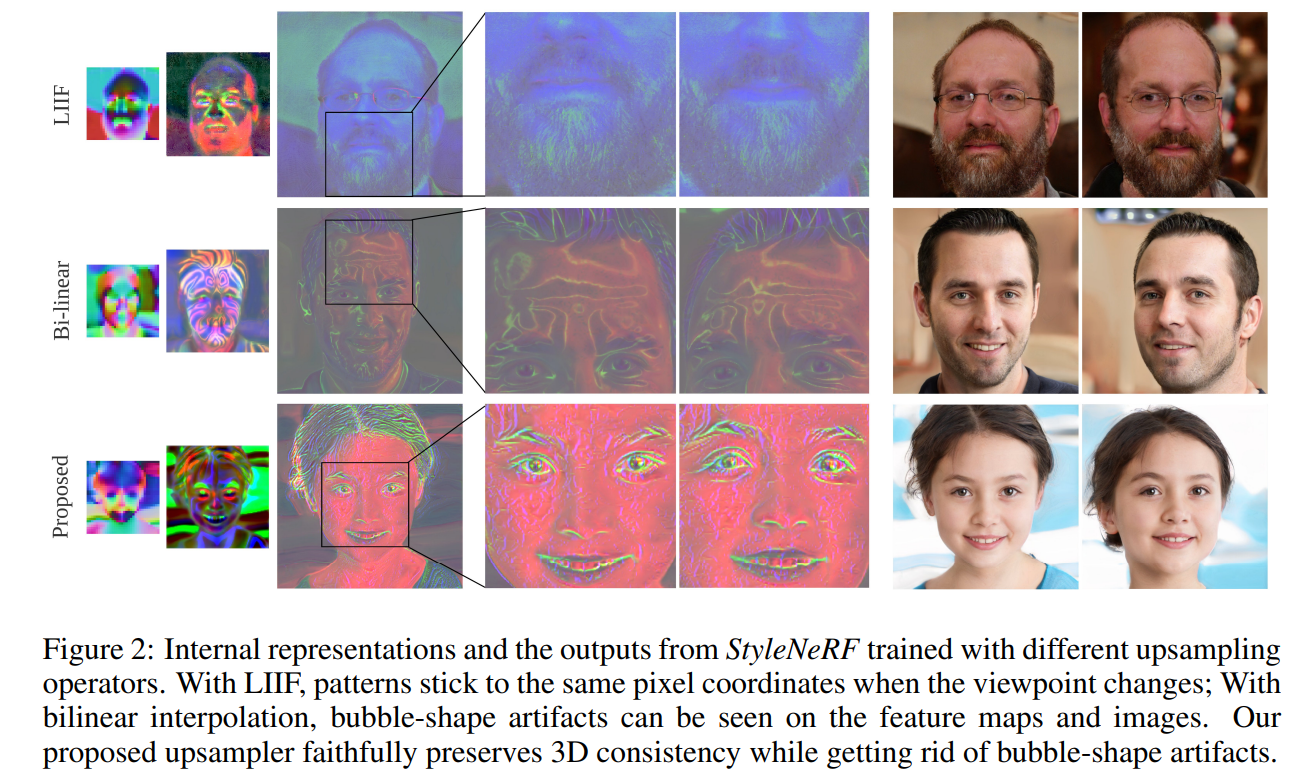 LIIF
Bi-linear
Proposed
Figure 2: Internal representations and the outputs from StyleNeRF trained with different upsampling
operators. With LIIF, patterns stick to the same pixel coordinates when the viewpoint changes; With
bilinear interpolation, bubble-shape artifacts can be seen on the feature maps and images. Our
proposed upsampler faithfully preserves 3D consistency while getting rid of bubble-shape artifacts.